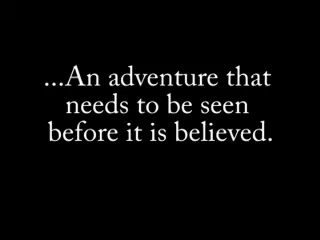 ...An adventure that
needs to be seen
before it is believed.